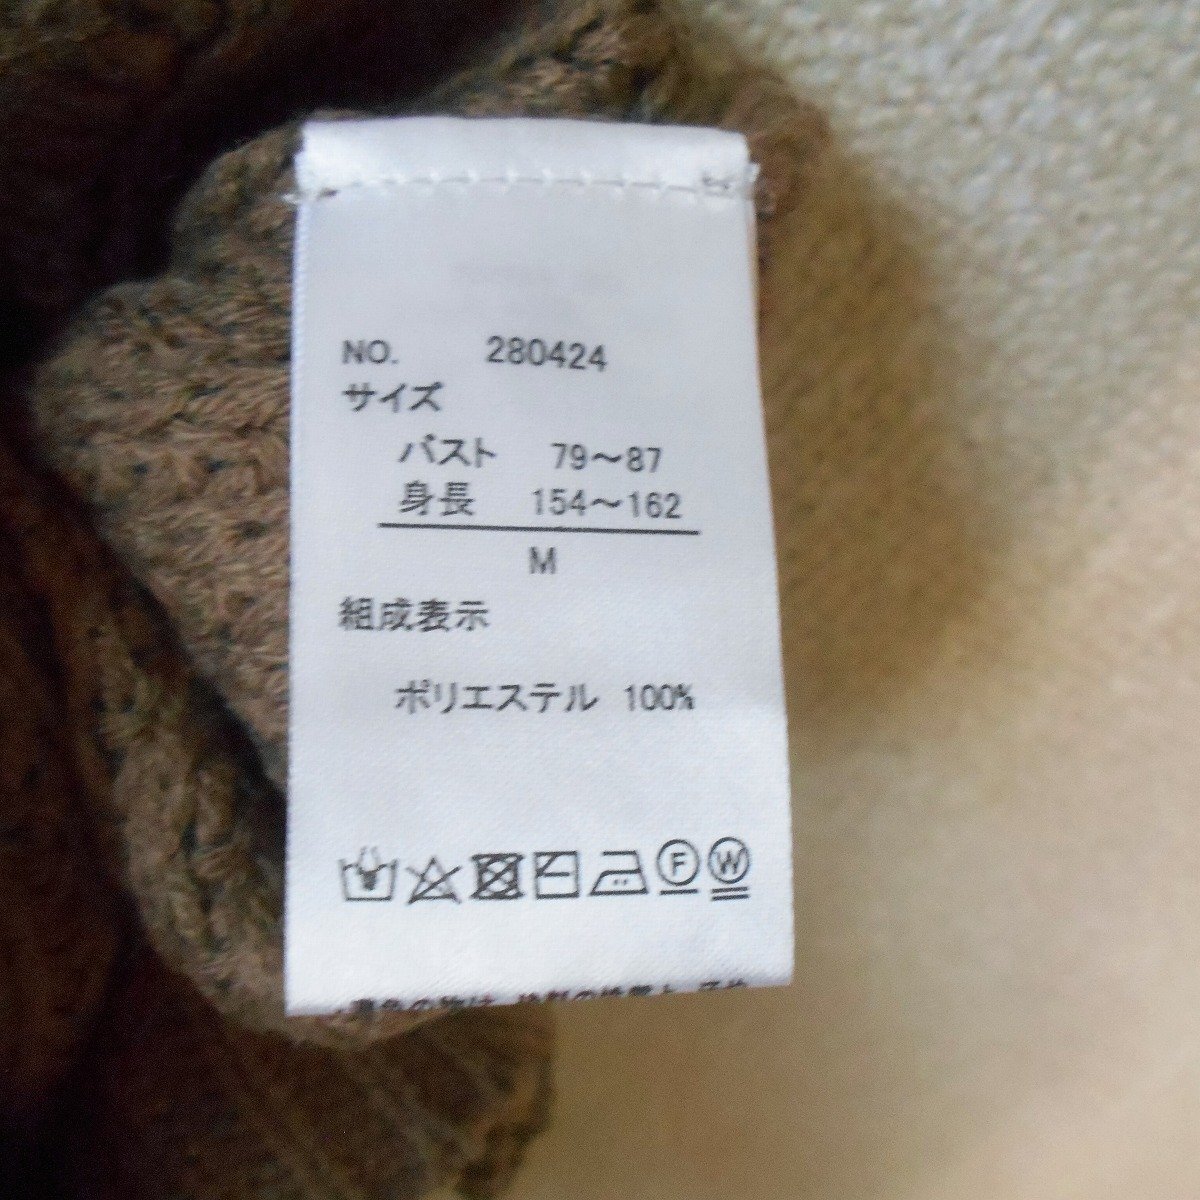 NO. 280424
サイズ
バスト 79～87
身長 154～162
M
組成表示
ポリエステル 100%
F W